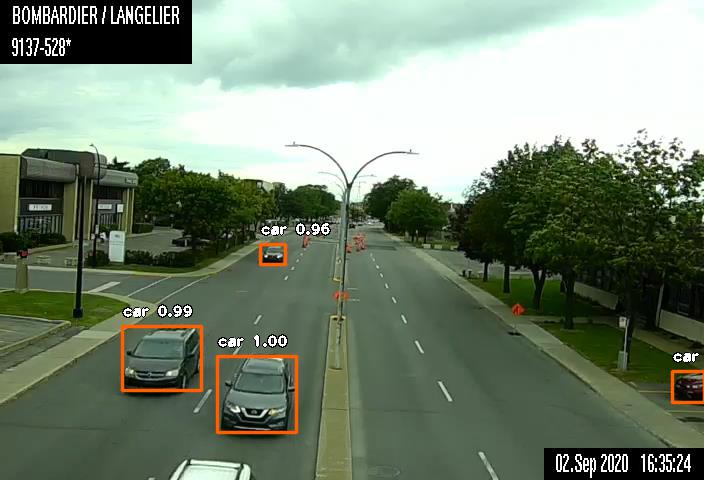 BOMBARDIER / LANGELIER
9137-528*
car 0.96
car 0.99
car 1.00
car
02.Sep 2020 16:35:24